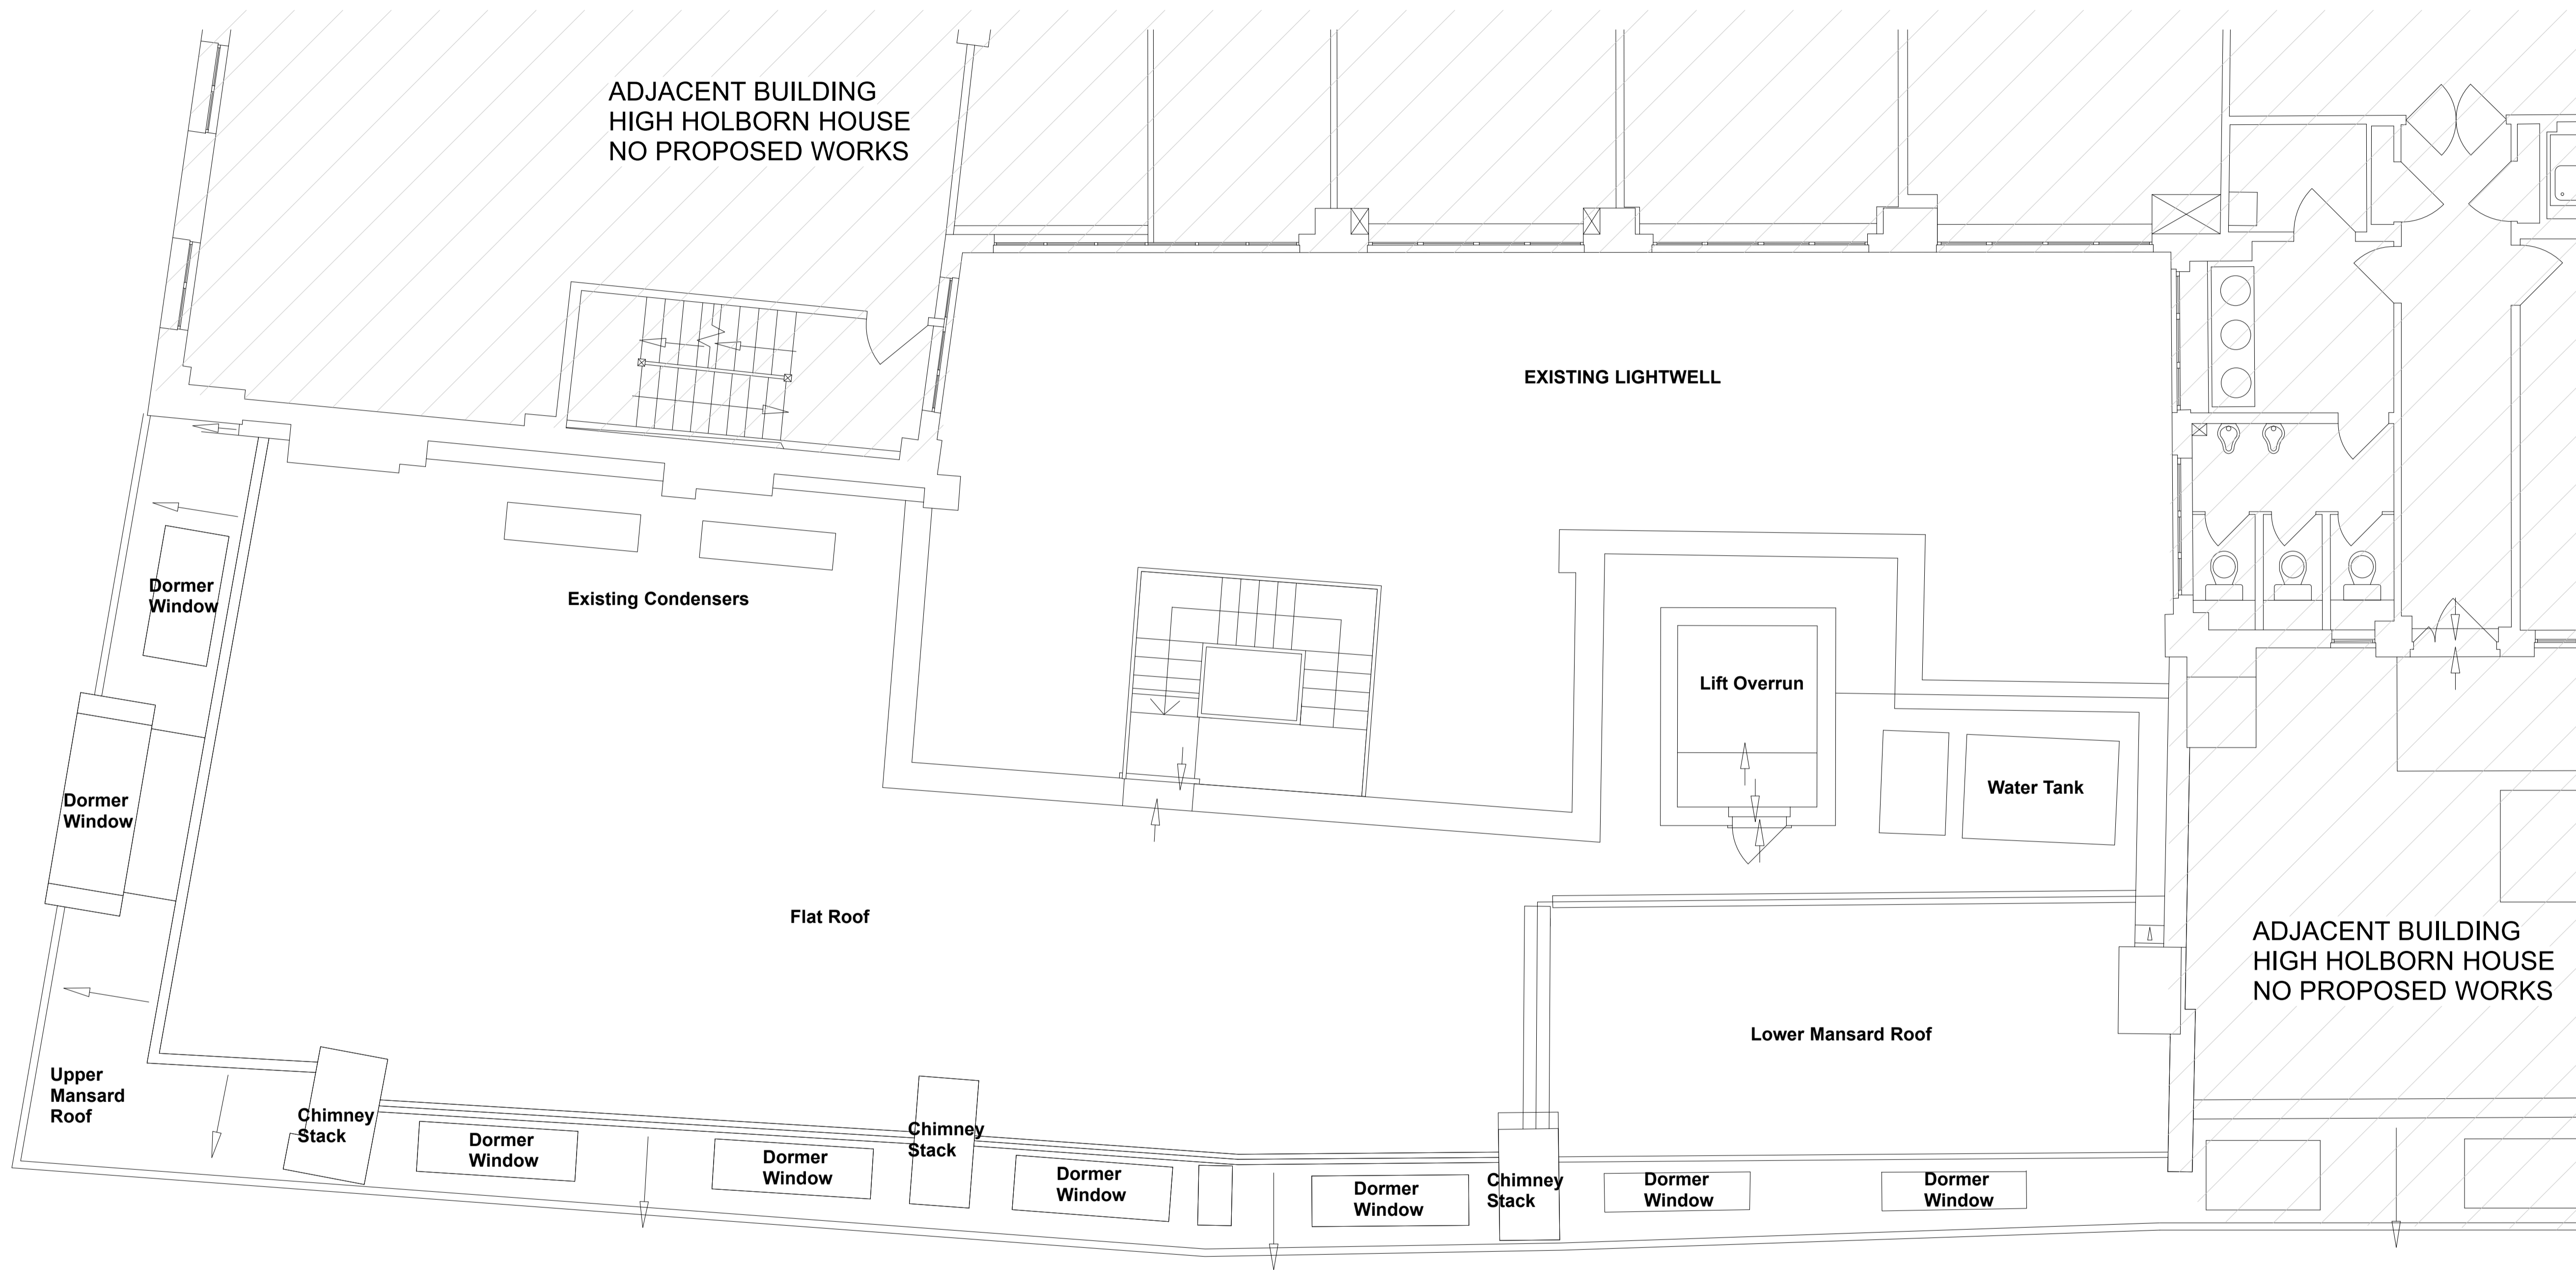 ADJACENT BUILDING
HIGH HOLBORN HOUSE
NO PROPOSED WORKS
EXISTING LIGHTWELL
Dormer
Window
Existing Condensers
Lift Overrun
Water Tank
Dormer
Window
Flat Roof
ADJACENT BUILDING
HIGH HOLBORN HOUSE
NO PROPOSED WORKS
Lower Mansard Roof
Upper
Mansard
Roof
Chimney
Stack
Dormer
Window
Dormer
Window
Chimney
Stack
Dormer
Window
Dormer
Window
Chimney
Stack
Dormer
Window
Dormer
Window